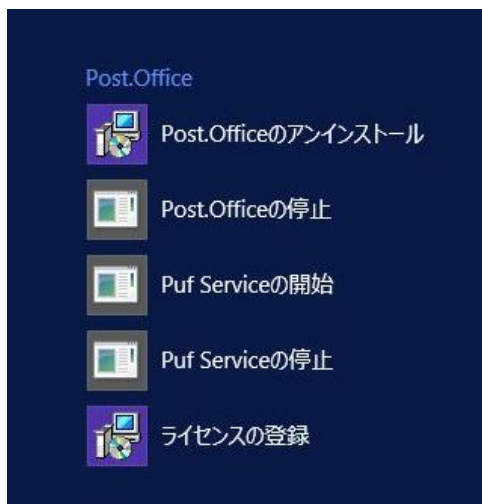 Post.Office
Post.Officeのアンインストール
Post.Officeの停止
Puf Serviceの開始
Puf Serviceの停止
ライセンスの登録